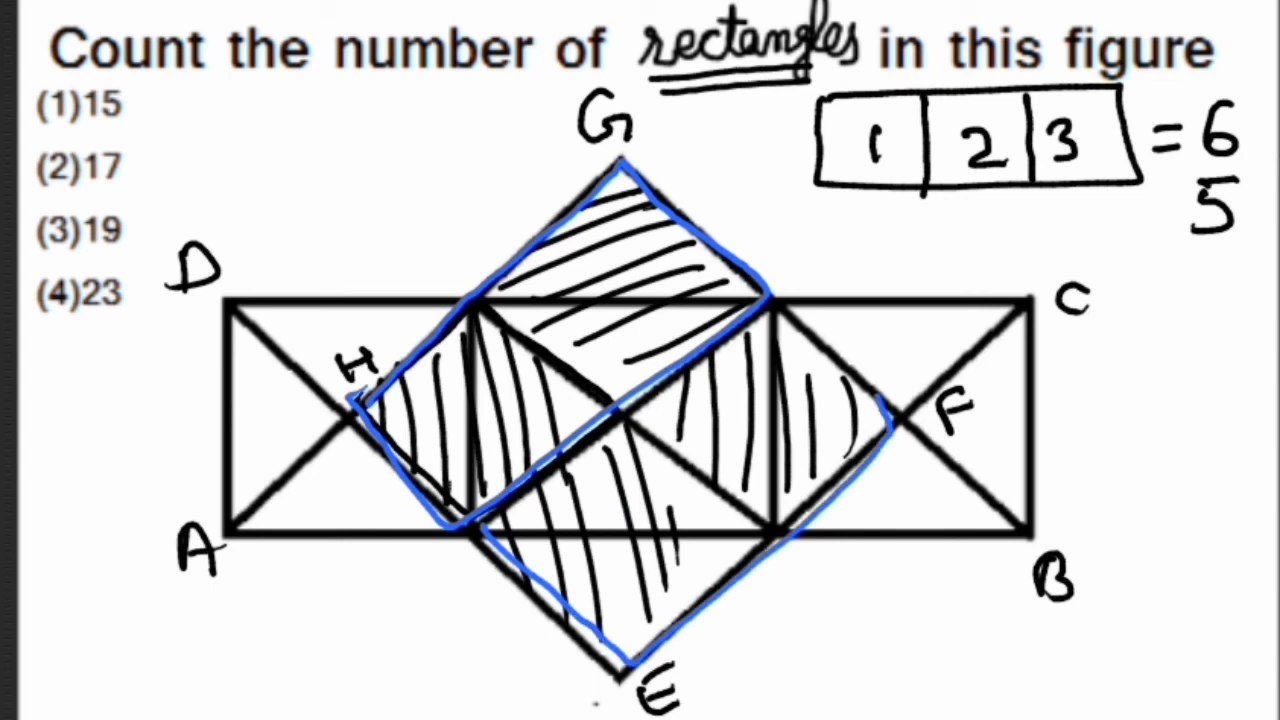 Count the number of rectangles in this figure
(1)15
(2)17
(3)19
(4)23
1 2 3 = 6
5
G
D
C
H
F
A
B
E